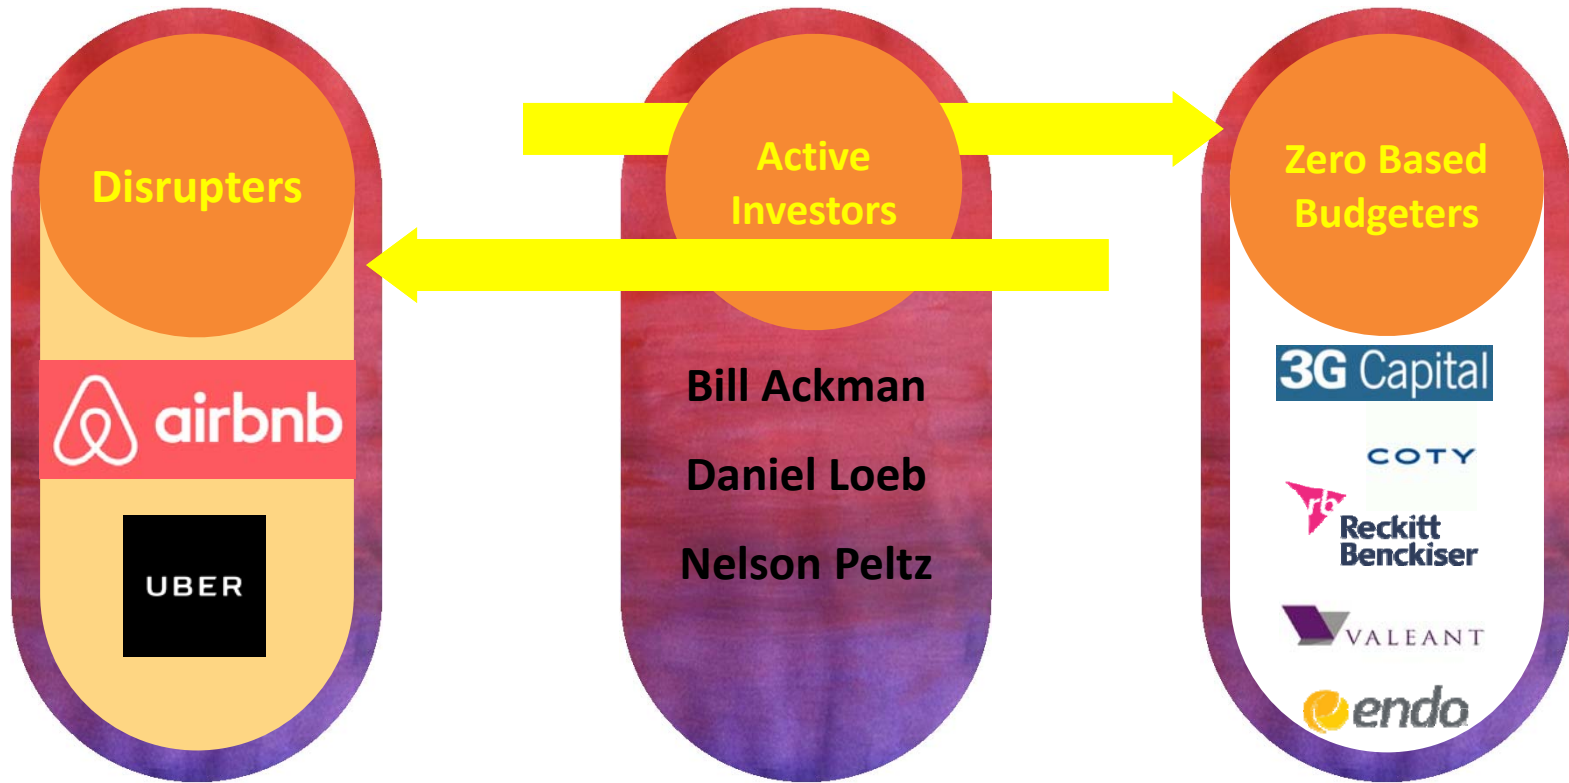 Disrupters
airbnb
UBER
Active
Investors
Bill Ackman
Daniel Loeb
Nelson Peltz
Zero Based
Budgeters
3G Capital
COTY
rb
Reckitt
Benckiser
VALEANT
endo